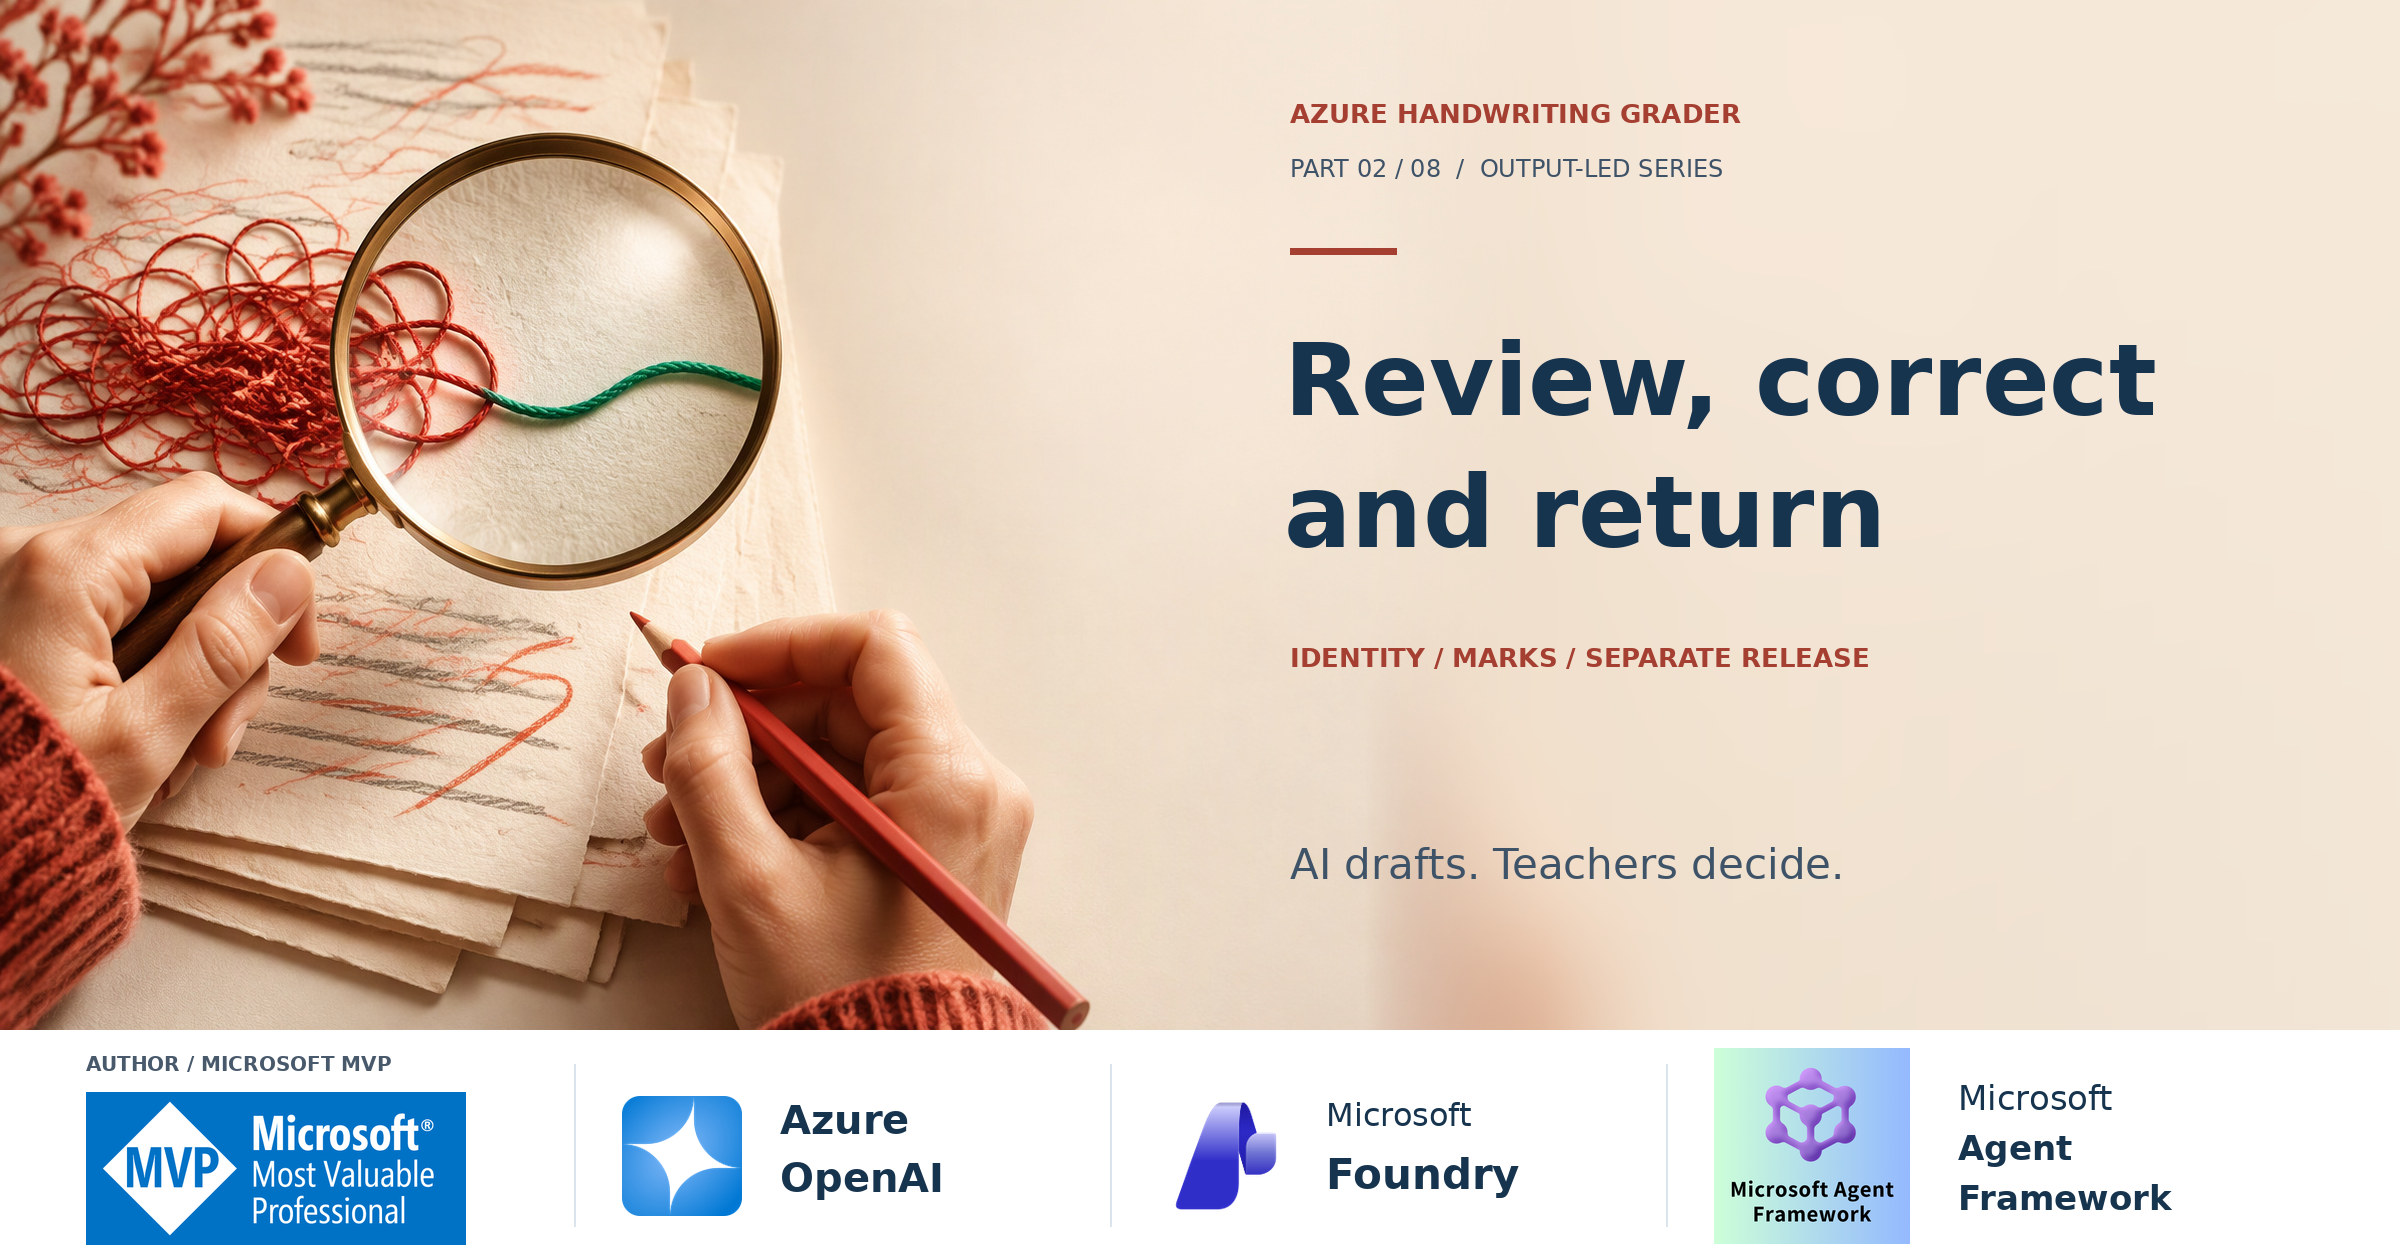 AZURE HANDWRITING GRADER
PART 02 / 08 / OUTPUT-LED SERIES
Review, correct
and return
IDENTITY / MARKS / SEPARATE RELEASE
AI drafts. Teachers decide.
AUTHOR / MICROSOFT MVP
MVP
Microsoft®
Most Valuable
Professional
Azure
OpenAI
Microsoft
Foundry
Microsoft Agent
Framework
Microsoft
Agent
Framework